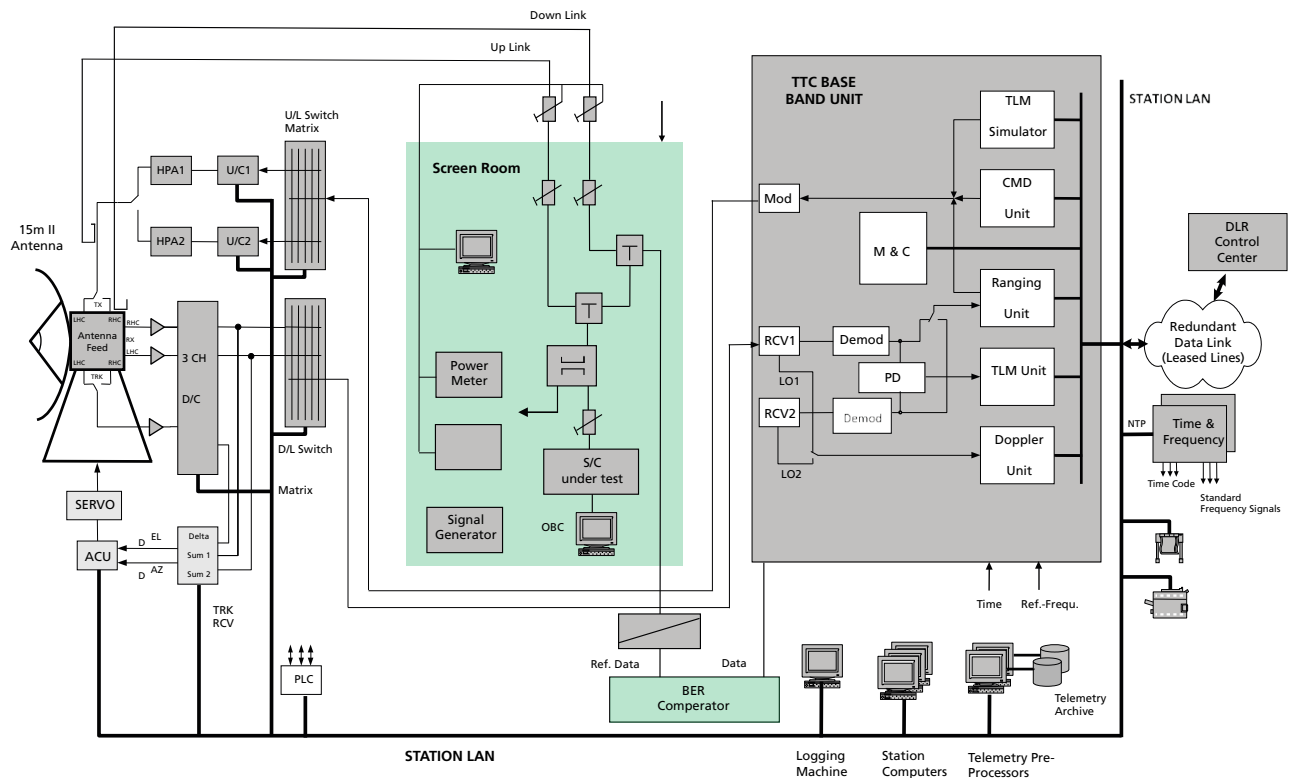 Down Link
Up Link
U/L Switch
Matrix
HPA1
U/C1
HPA2
U/C2
15m II
Antenna
TX
LHC
RHC
Antenna
Feed
LHC
RHC
TRK
RHC
RX
LHC
3 CH
D/C
D/L Switch
Matrix
SERVO
ACU
D EL
D AZ
Delta
Sum 1
Sum 2
TRK
RCV
PLC
STATION LAN
Screen Room
Power
Meter
Signal
Generator
S/C
under test
OBC
Ref. Data
Data
BER
Comperator
TTC BASE
BAND UNIT
TLM
Simulator
Mod
CMD
Unit
M & C
Ranging
Unit
RCV1
Demod
LO1
PD
TLM Unit
RCV2
Demod
LO2
Doppler
Unit
Time
Ref.-Frequ.
STATION LAN
DLR
Control
Center
Redundant
Data Link
(Leased Lines)
NTP
Time &
Frequency
Time Code
Standard
Frequency Signals
Telemetry
Archive
Logging
Machine
Station
Computers
Telemetry Pre-
Processors